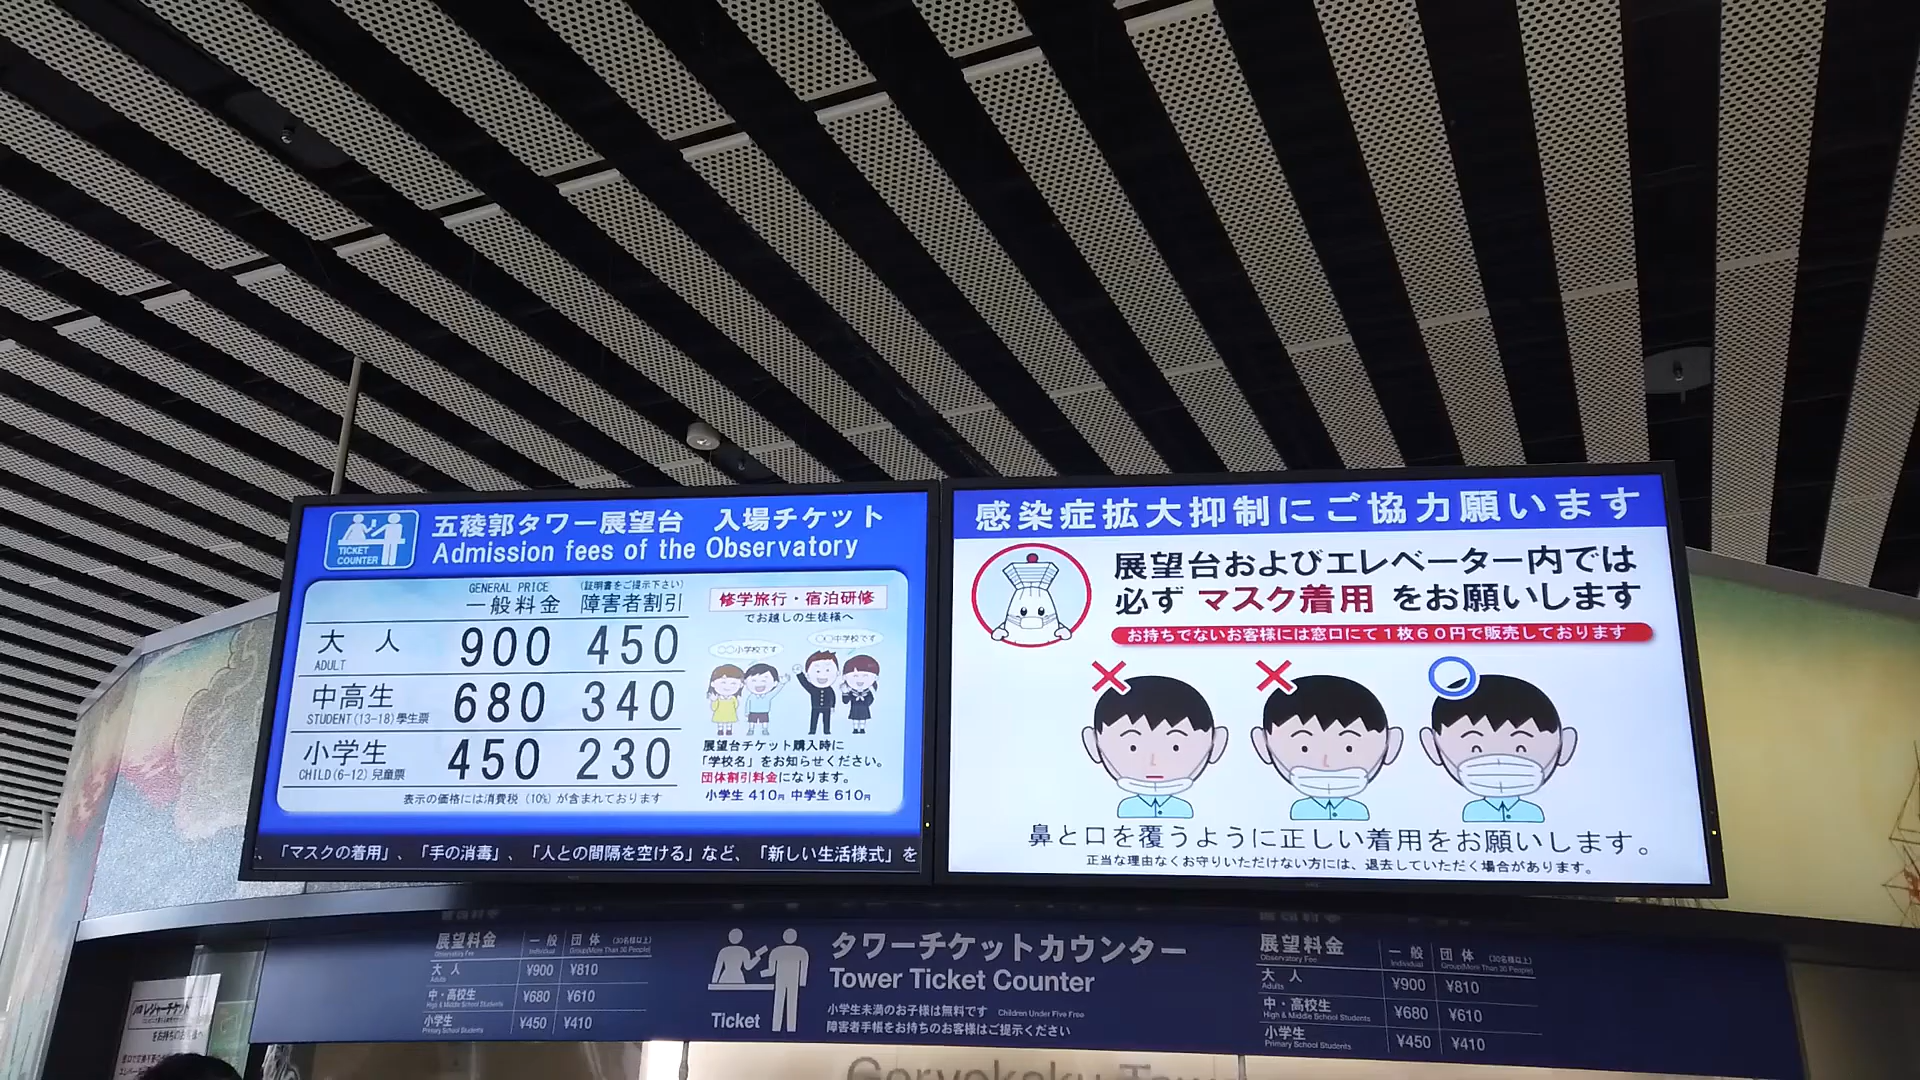 TICKET
COUNTER
五稜郭タワー展望台 入場チケット
Admission fees of the Observatory
GENERAL PRICE
一般料金
(証明書をご提示下さい)
障害者割引
大人 900 450
ADULT
中高生 680 340
STUDENT(13-18)學生票
小学生 450 230
CHILD(6-12)兒童票
表示の価格には消費税(10%)が含まれております
修学旅行・宿泊研修
でお越しの生徒様へ
〇〇小学校です
〇〇中学校です
展望台チケット購入時に
「学校名」をお知らせください。
団体割引料金になります。
小学生 410円 中学生 610円
、「マスクの着用」、「手の消毒」、「人との間隔を空ける」など、「新しい生活様式」を
感染症拡大抑制にご協力願います
展望台およびエレベーター内では
必ず マスク着用 をお願いします
お持ちでないお客様には窓口にて1枚60円で販売しております
鼻と口を覆うように正しい着用をお願いします。
正当な理由なくお守りいただけない方には、退去していただく場合があります。
展望料金 一般 団体 (30名様以上)
Observatory Fee Individual Group(More Than 30 People)
大人 ¥900 ¥810
Adults
中・高校生 ¥680 ¥610
High & Middle School Students
小学生 ¥450 ¥410
Primary School Students
Ticket
タワーチケットカウンター
Tower Ticket Counter
小学生未満のお子様は無料です Children Under Five Free
障害者手帳をお持ちのお客様はご提示ください
展望料金 一般 団体 (30名様以上)
Observatory Fee Individual Group(More Than 30 People)
大人 ¥900 ¥810
Adults
中・高校生 ¥680 ¥610
High & Middle School Students
小学生 ¥450 ¥410
Primary School Students
レジャーチケット
をお持ちのお客様へ
Goryokaku Tower